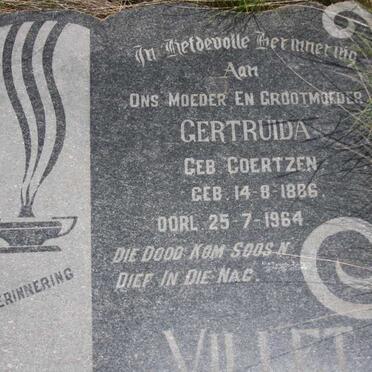 In Liefdevolle Herinnering
Aan
Ons Moeder En Grootmoeder
GERTRUIDA
GEB COERTZEN
GEB. 14-8-1886
OORL 25-7-1964
DIE DOOD KOM SOOS N
DIEF IN DIE NAG.
ERINNERING
VILLET